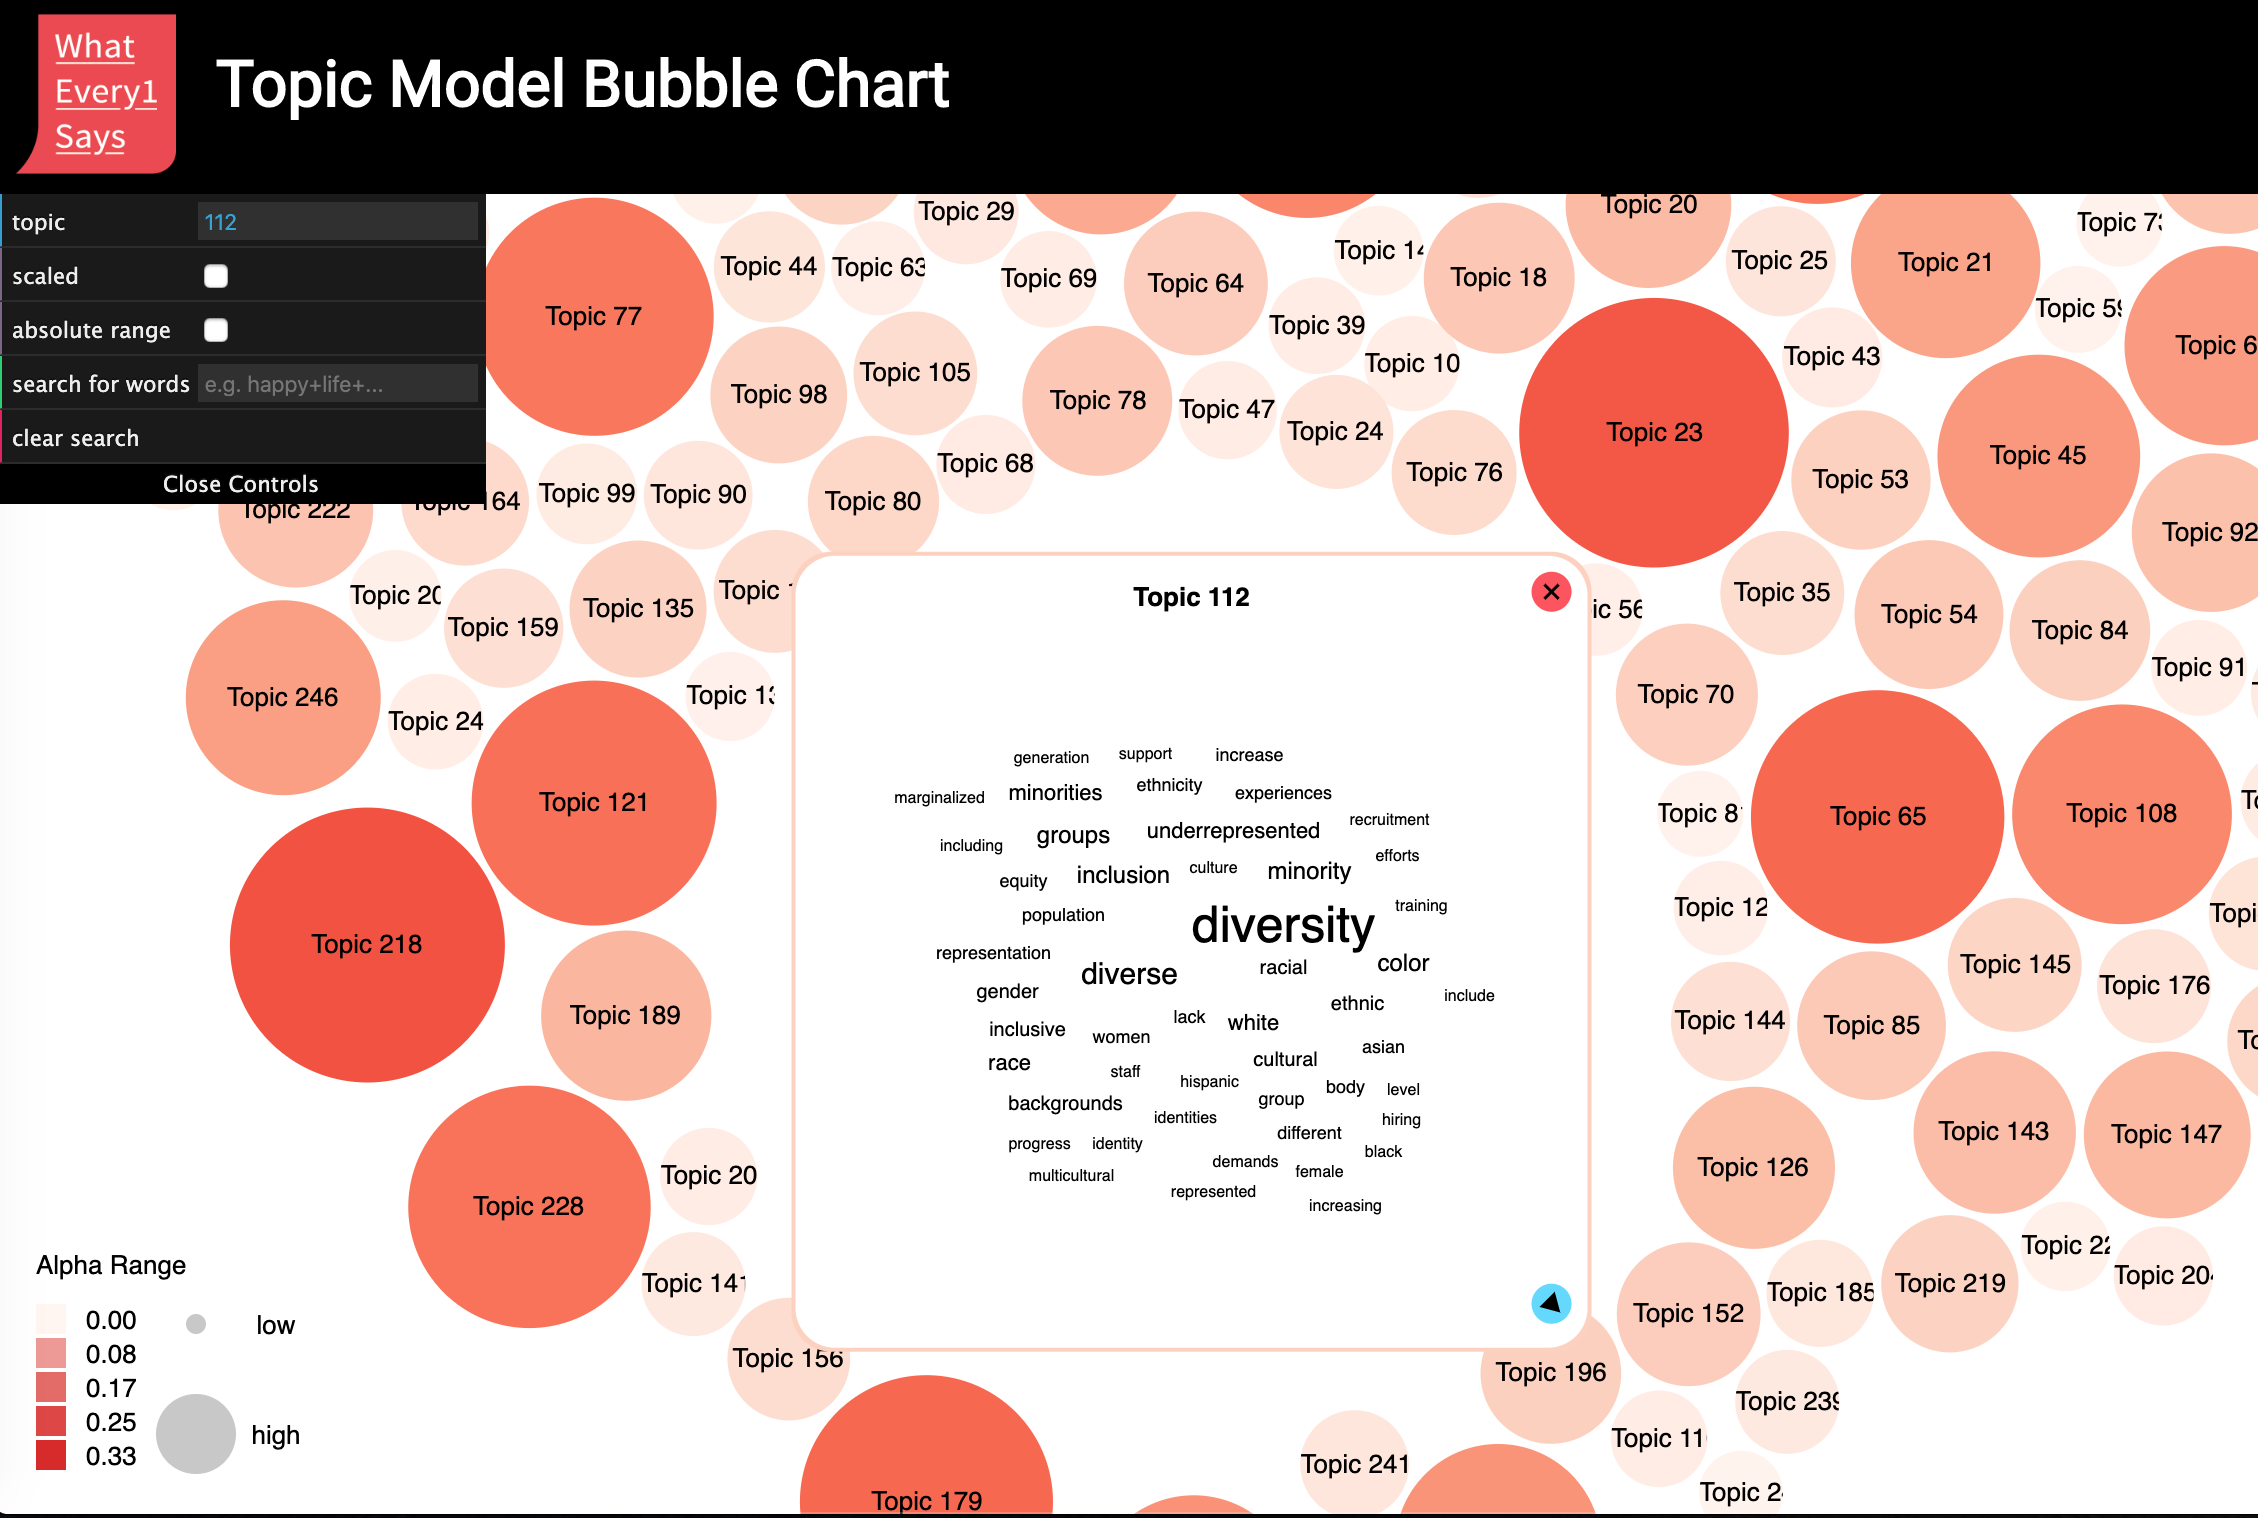 What
Every1
Says
Topic Model Bubble Chart
topic 112
scaled
absolute range
search for words e.g. happy+life+...
clear search
Close Controls
Topic 29
Topic 20
Topic 44
Topic 63
Topic 69
Topic 64
Topic 14
Topic 18
Topic 25
Topic 21
Topic 77
Topic 39
Topic 59
Topic 6
Topic 10
Topic 43
Topic 98
Topic 105
Topic 78
Topic 47
Topic 24
Topic 23
Topic 45
Topic 68
Topic 76
Topic 53
Topic 222
164
Topic 99
Topic 90
Topic 80
Topic 92
Topic 20
Topic 159
Topic 135
Topic
ic 56
Topic 35
Topic 54
Topic 84
Topic 91
Topic 246
Topic 24
Topic 13
Topic 70
Topic 121
Topic 8
Topic 65
Topic 108
Topic 218
Topic 12
Topi
Topic 189
Topic 145
Topic 176
Topic 144
Topic 85
Topic 228
Topic 20
Topic 126
Topic 143
Topic 147
Topic 141
Topic 22
Topic 20
Topic 152
Topic 185
Topic 219
Topic 156
Topic 196
Topic 239
Topic 179
Topic 241
Topic 11
Topic 2
Topic 112
generation support increase
marginalized minorities ethnicity experiences
groups underrepresented recruitment
including efforts
equity inclusion culture minority
population diversity training
representation diverse racial color
gender ethnic include
inclusive women lack white
race cultural asian
staff hispanic body level
backgrounds identities group hiring
progress identity different black
multicultural demands female
represented increasing
Alpha Range
0.00 low
0.08
0.17
0.25 high
0.33